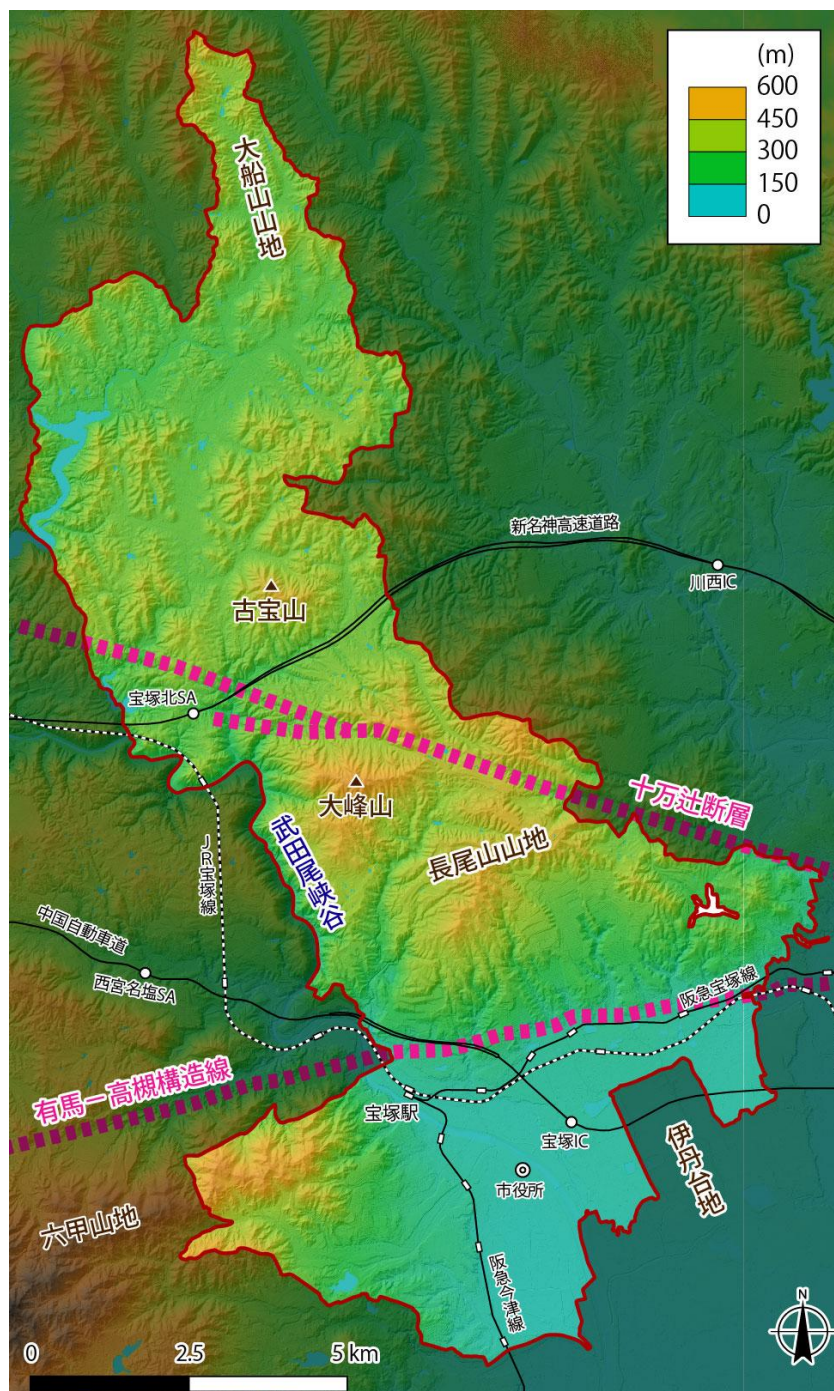 (m)
600
450
300
150
0
大船山山地
新名神高速道路
川西IC
古宝山
宝塚北SA
十万辻断層
大峰山
武田尾峡谷
長尾山山地
JR宝塚線
中国自動車道
西宮名塩SA
阪急宝塚線
有馬ー高槻構造線
宝塚駅
宝塚IC
伊丹台地
市役所
六甲山地
阪急今津線
N
0 2.5 5 km